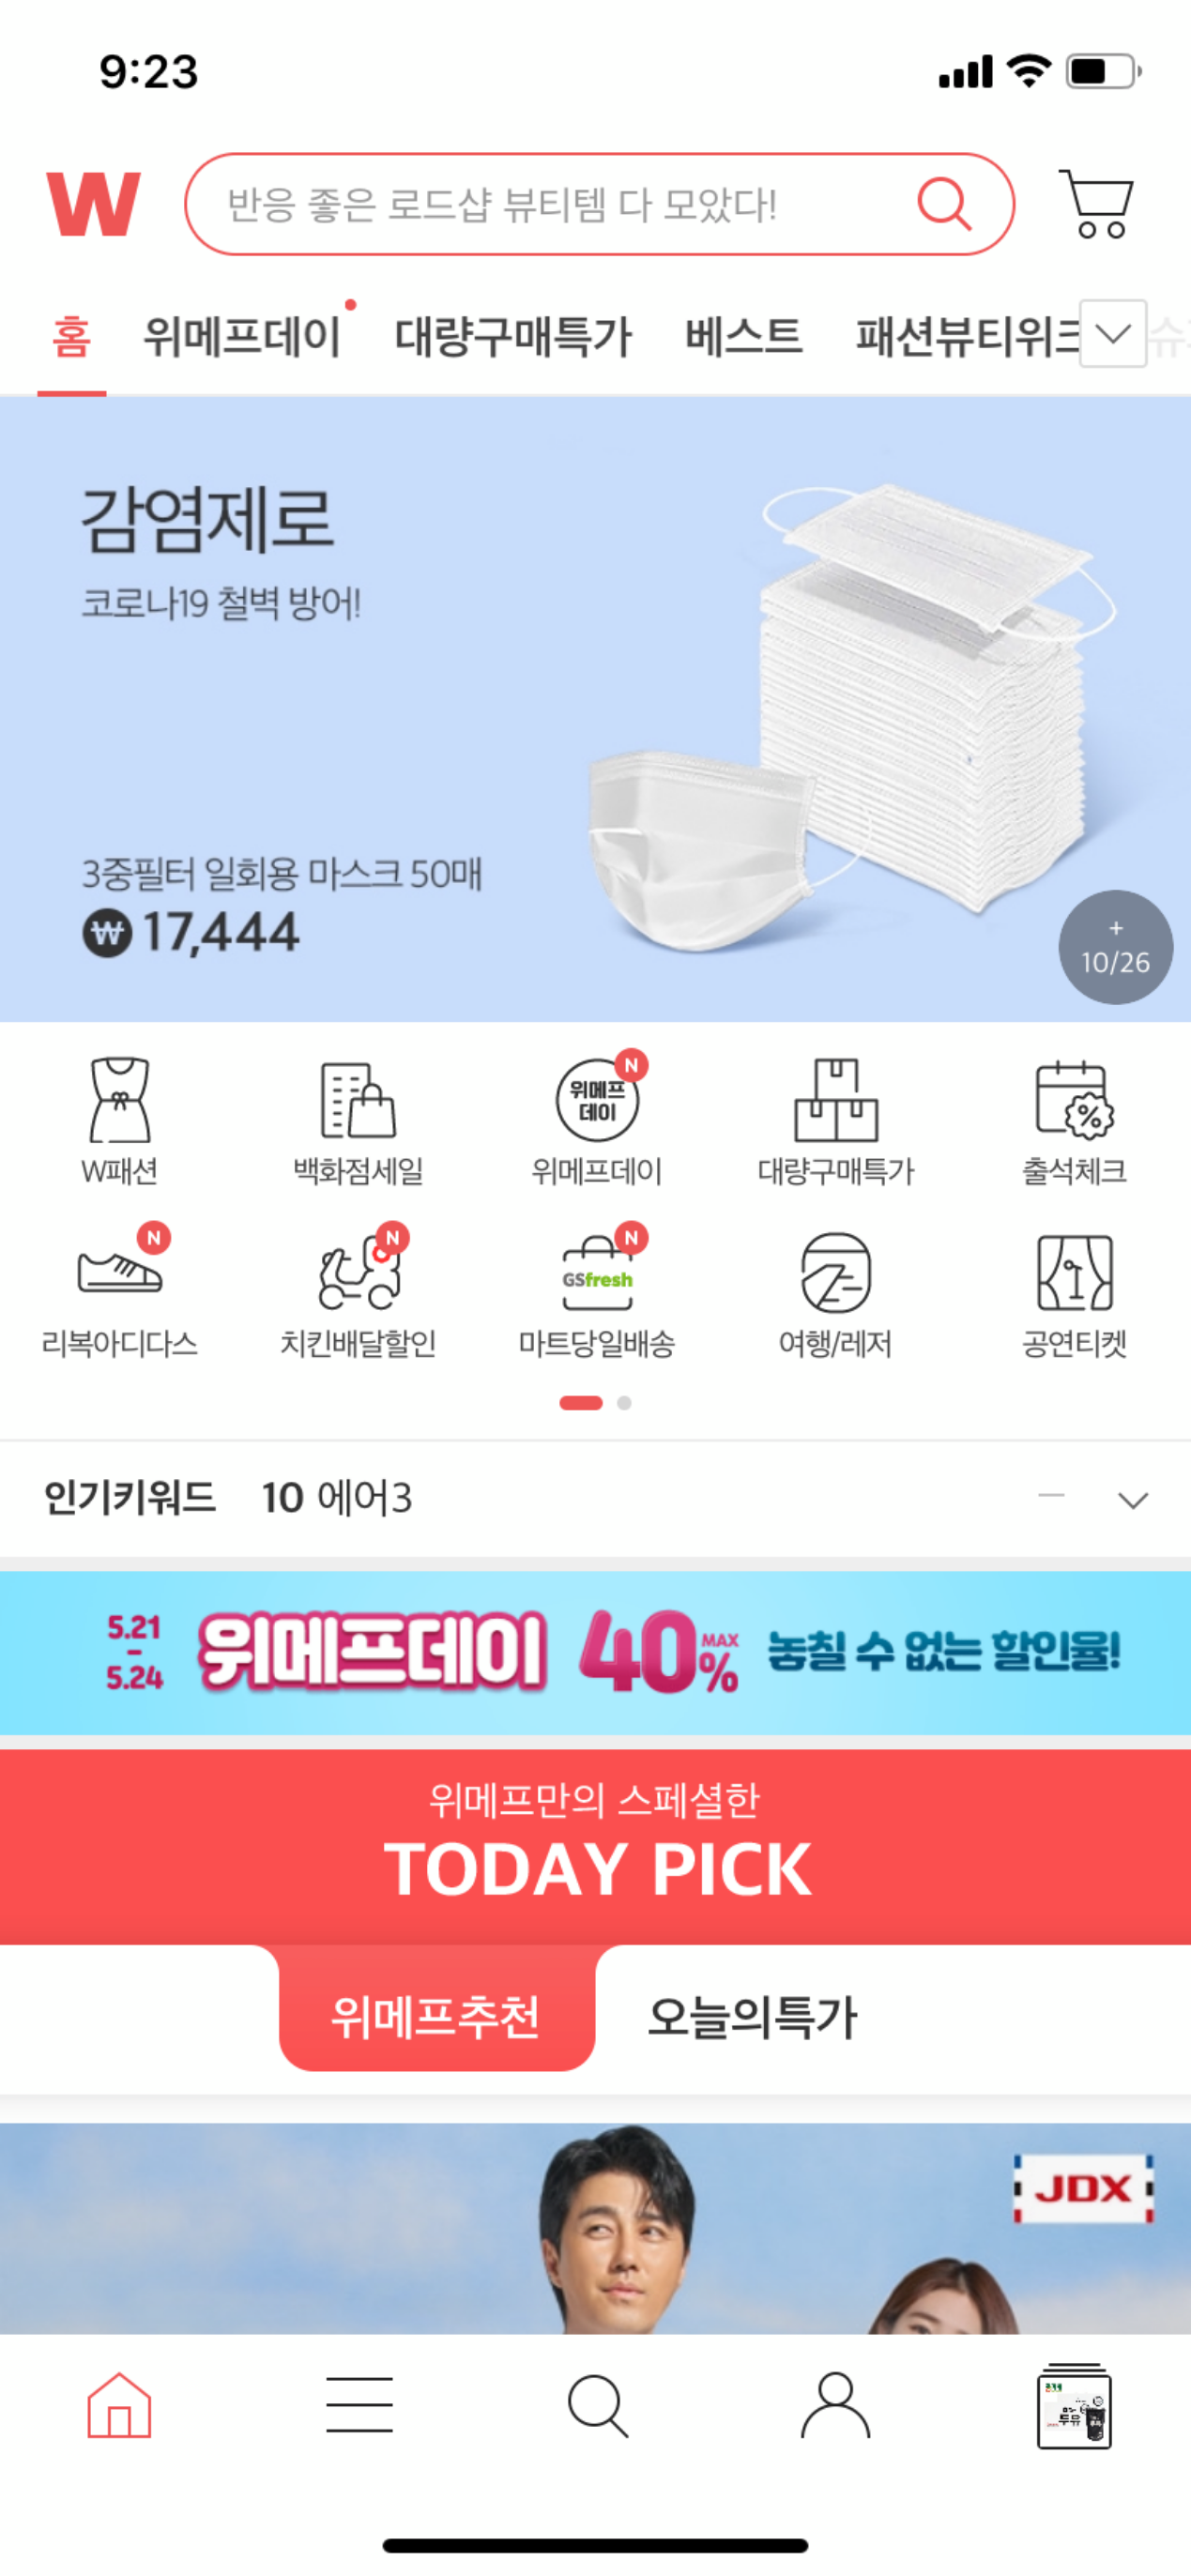 9:23
W
반응 좋은 로드샵 뷰티템 다 모았다!
홈 위메프데이 대량구매특가 베스트 패션뷰티위크 슈
감염제로
코로나19 철벽 방어!
3중필터 일회용 마스크 50매
₩ 17,444
+
10/26
N
위메프
데이
W패션 백화점세일 위메프데이 대량구매특가 출석체크
N N N
GSfresh
리복아디다스 치킨배달할인 마트당일배송 여행/레저 공연티켓
인기키워드 10 에어3
5.21
-
5.24
위메프데이 40% MAX 놓칠 수 없는 할인율!
위메프만의 스페셜한
TODAY PICK
위메프추천 오늘의특가
JDX
두유